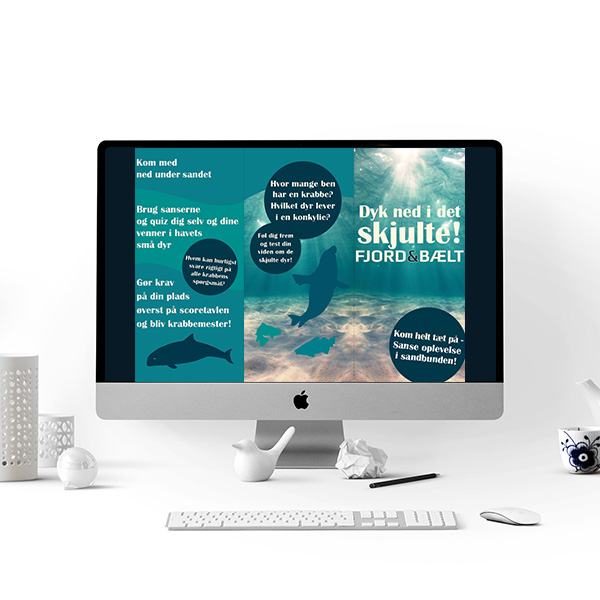 Kom med
ned under sandet
Brug sanserne
og quiz dig selv og dine
venner i havets
små dyr
Hvem kan hurtigst
svare rigtigt på
alle krabbens
spørgsmål?
Gør krav
på din plads
øverst på scoretavlen
og bliv krabbemester!
Hvor mange ben
har en krabbe?
Hvilket dyr lever
i en konkylie?
Føl dig frem
og test din
viden om de
skjulte dyr!
Dyk ned i det
skjulte!
FJORD&BÆLT
Kom helt tæt på -
Sanse oplevelse
i sandbunden!